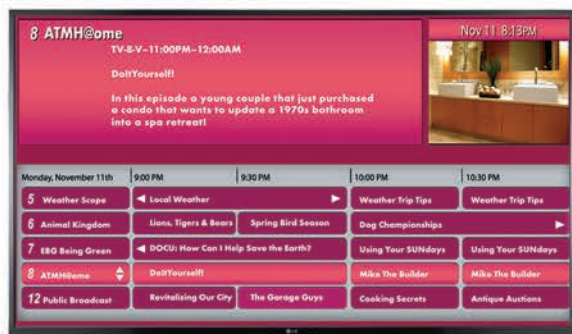 8 ATMH@ome
Nov 11 8:13PM
TV-8-V-11:00PM-12:00AM
DoItYourself!
In this episode a young couple that just purchased
a condo that wants to update a 1970s bathroom
into a spa retreat!
Monday, November 11th 9:00 PM 9:30 PM 10:00 PM 10:30 PM
5 Weather Scope Local Weather Weather Trip Tips Weather Trip Tips
6 Animal Kingdom Lions, Tigers & Bears Spring Bird Season Dog Championships
7 EBG Being Green DOCU: How Can I Help Save the Earth? Using Your SUNdays Using Your SUNdays
8 ATMH@ome DoItYourself! Mike The Builder Mike The Builder
12 Public Broadcast Revitalizing Our City The Garage Guys Cooking Secrets Antique Auctions
LG